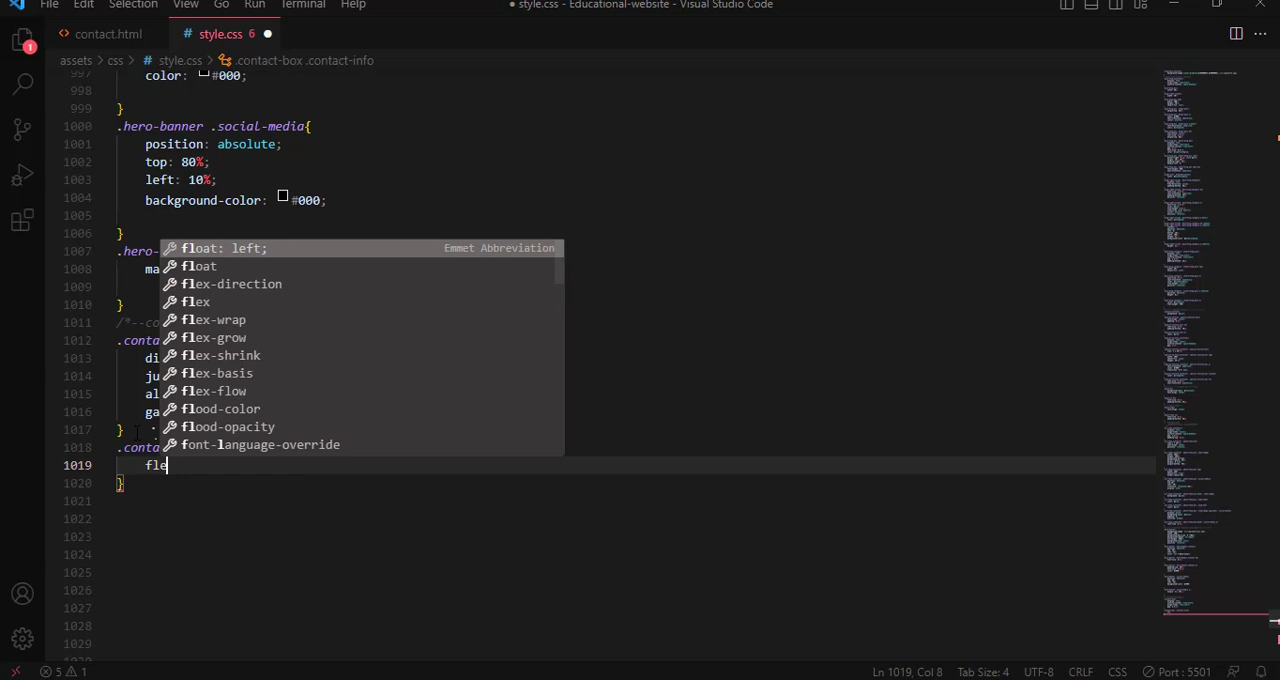 File Edit Selection View Go Run Terminal Help
● style.css - Educational-website - Visual Studio Code
<> contact.html # style.css 6 ●
assets > css > # style.css > .contact-box .contact-info
997 color: #000;
998
999 }
1000 .hero-banner .social-media{
1001 position: absolute;
1002 top: 80%;
1003 left: 10%;
1004 background-color: #000;
1005
1006 }
1007 .hero-
1008 ma
1009
1010 }
1011 /*--co
1012 .conta
1013 di
1014 ju
1015 al
1016 ga
1017 }
1018 .conta
1019 fle
1020 }
1021
1022
1023
1024
1025
1026
1027
1028
1029
float: left; Emmet Abbreviation
float
flex-direction
flex
flex-wrap
flex-grow
flex-shrink
flex-basis
flex-flow
flood-color
flood-opacity
font-language-override
1
5 1 Ln 1019, Col 8 Tab Size: 4 UTF-8 CRLF CSS Port : 5501